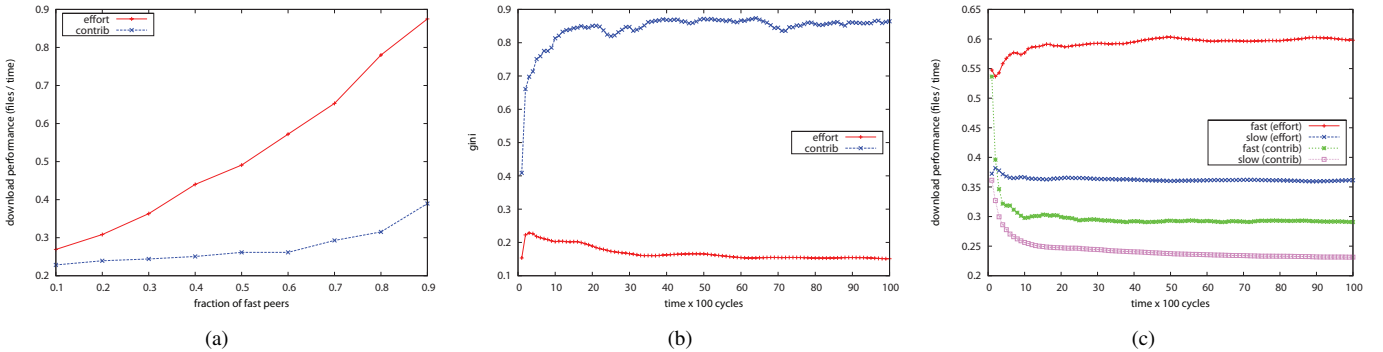 0.9
0.8
0.7
0.6
0.5
0.4
0.3
0.2
download performance (files / time)
effort
contrib
0.1 0.2 0.3 0.4 0.5 0.6 0.7 0.8 0.9
fraction of fast peers
(a)
1
0.9
0.8
0.7
0.6
0.5
0.4
0.3
0.2
0.1
gini
effort
contrib
0 10 20 30 40 50 60 70 80 90 100
time x 100 cycles
(b)
0.65
0.6
0.55
0.5
0.45
0.4
0.35
0.3
0.25
0.2
download performance (files / time)
fast (effort)
slow (effort)
fast (contrib)
slow (contrib)
0 10 20 30 40 50 60 70 80 90 100
time x 100 cycles
(c)